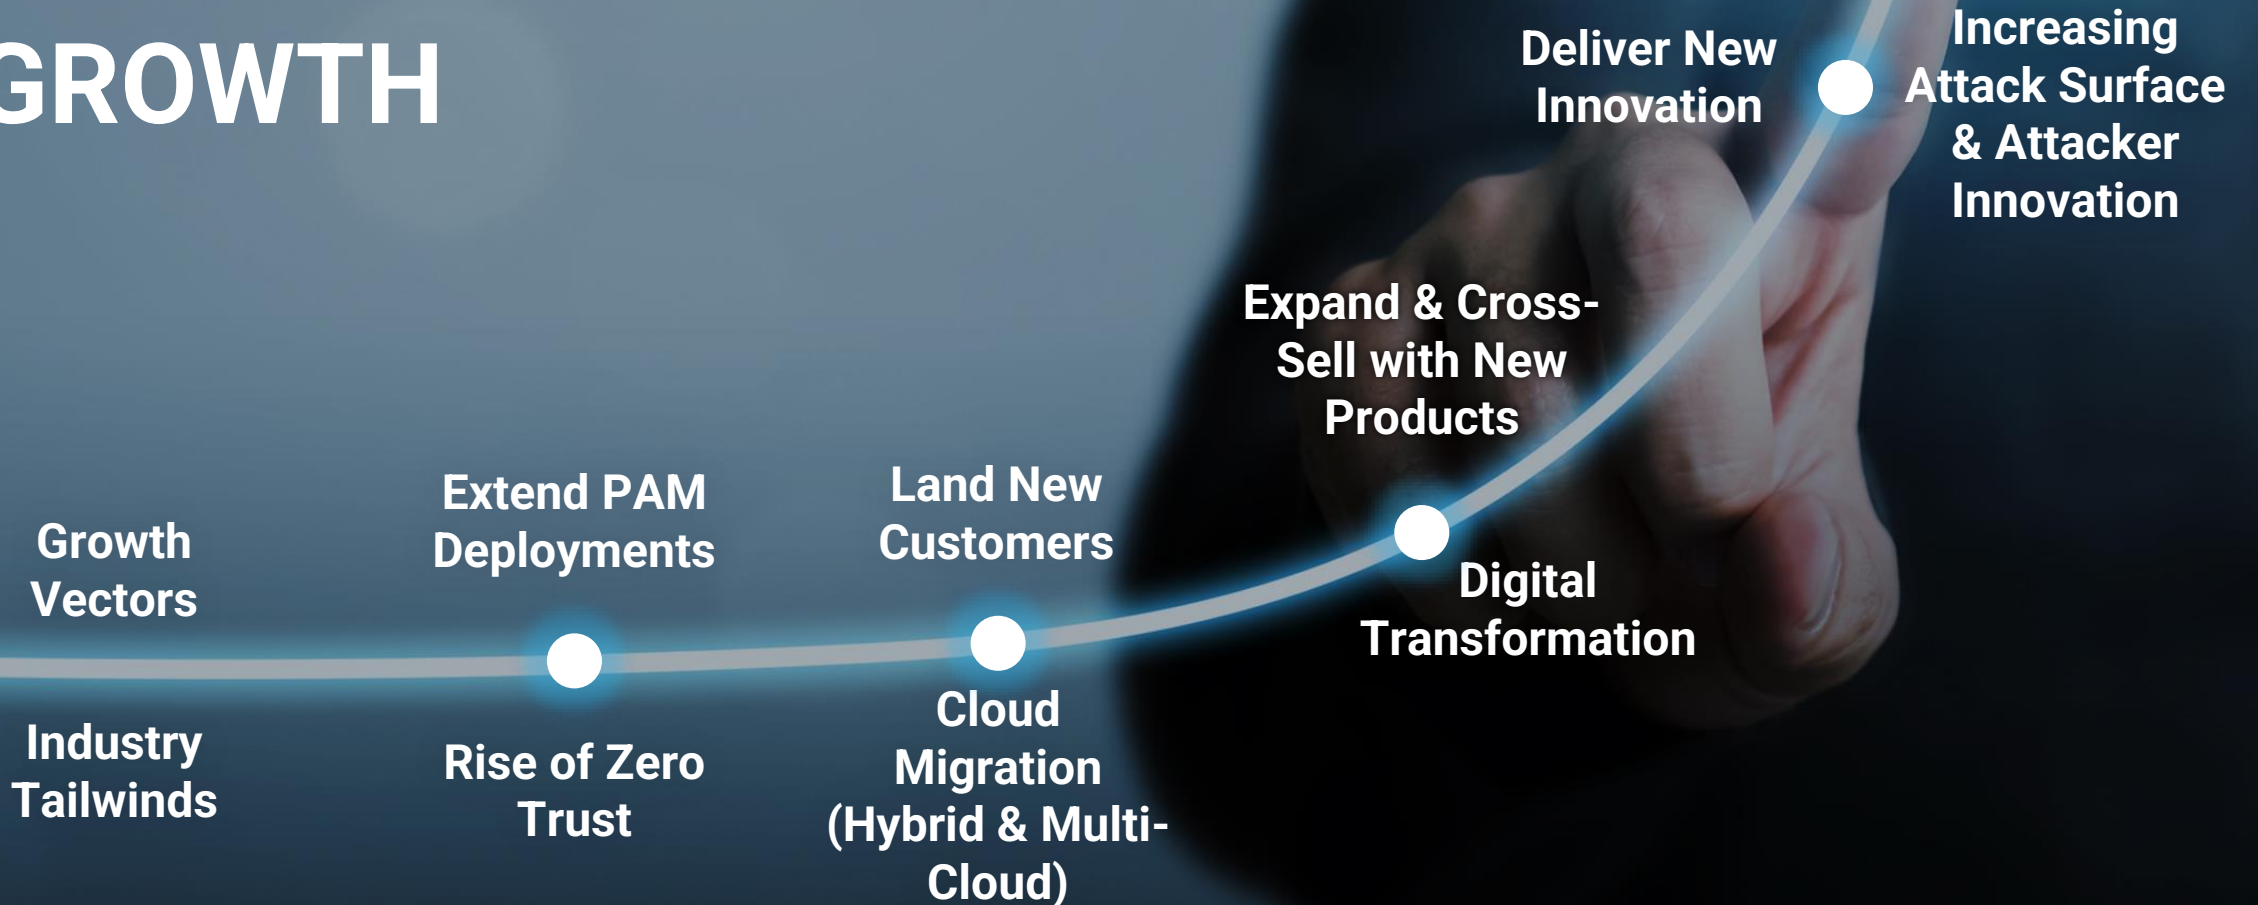 GROWTH
Growth
Vectors
Industry
Tailwinds
Extend PAM
Deployments
Rise of Zero
Trust
Land New
Customers
Cloud
Migration
(Hybrid & Multi-
Cloud)
Expand & Cross-
Sell with New
Products
Digital
Transformation
Deliver New
Innovation
Increasing
Attack Surface
& Attacker
Innovation